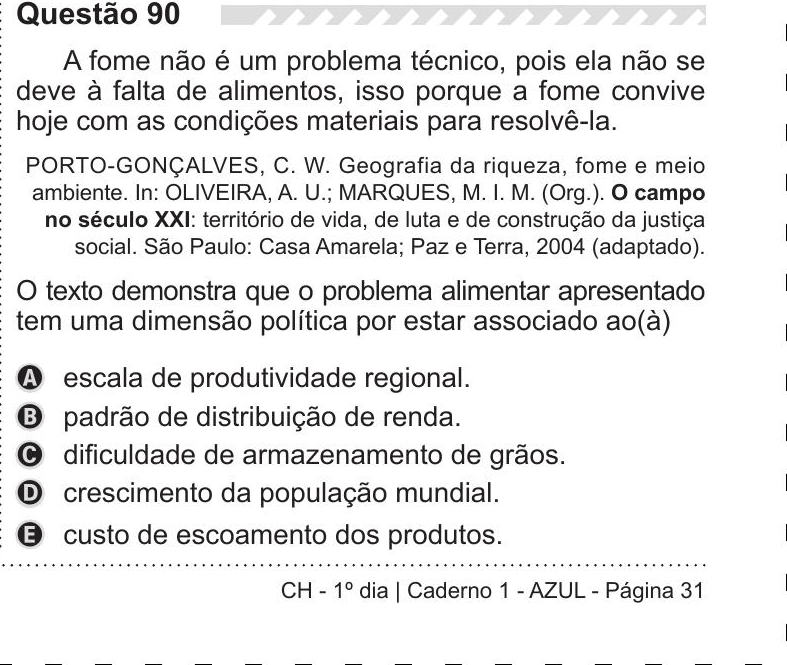 Questão 90
A fome não é um problema técnico, pois ela não se
deve à falta de alimentos, isso porque a fome convive
hoje com as condições materiais para resolvê-la.
PORTO-GONÇALVES, C. W. Geografia da riqueza, fome e meio
ambiente. In: OLIVEIRA, A. U.; MARQUES, M. I. M. (Org.). O campo
no século XXI: território de vida, de luta e de construção da justiça
social. São Paulo: Casa Amarela; Paz e Terra, 2004 (adaptado).
O texto demonstra que o problema alimentar apresentado
tem uma dimensão política por estar associado ao(à)
A escala de produtividade regional.
B padrão de distribuição de renda.
C dificuldade de armazenamento de grãos.
D crescimento da população mundial.
E custo de escoamento dos produtos.
CH - 1º dia | Caderno 1 - AZUL - Página 31